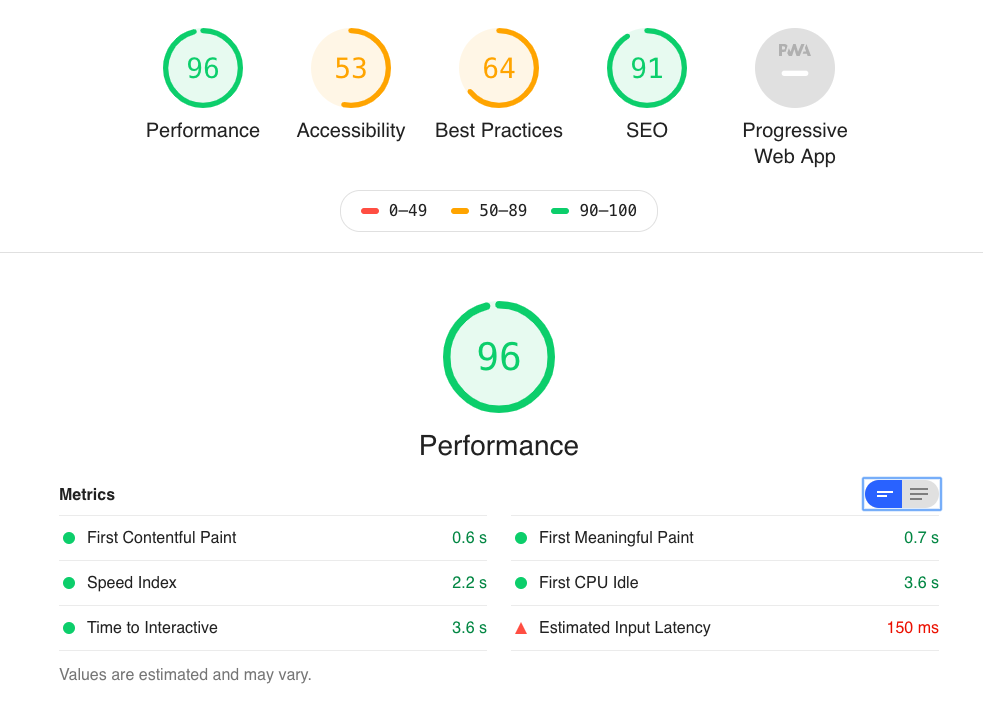 96 53 64 91 PWA
Performance Accessibility Best Practices SEO Progressive
Web App
0–49 50–89 90–100
96
Performance
Metrics
First Contentful Paint 0.6 s First Meaningful Paint 0.7 s
Speed Index 2.2 s First CPU Idle 3.6 s
Time to Interactive 3.6 s Estimated Input Latency 150 ms
Values are estimated and may vary.